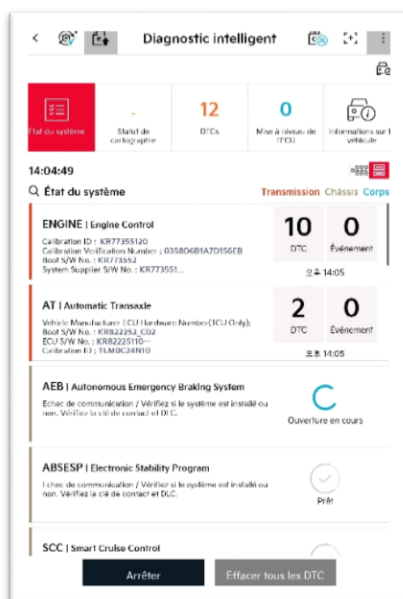 Diagnostic intelligent
État du système
-
Statut de
cartographie
12
DTCs
0
Mise à niveau de
l'ECU
Informations sur l
véhicule
14:04:49
État du système
Transmission Châssis Corps
ENGINE | Engine Control
Calibration ID : KR77355120
Calibration Verification Number : 0358D6B1A7D156EB
Boot S/W No. : KR773552
System Supplier S/W No. : KR773551...
10
DTC
0
Événement
오후 14:05
AT | Automatic Transaxle
Vehicle Manufacturer ECU Hardware Number(TCU Only):
Boot S/W No. : KR822252_C02
ECU S/W No. : KR82225110--
Calibration ID : TLM0C24N10
2
DTC
0
Événement
오후 14:05
AEB | Autonomous Emergency Braking System
Echec de communication / Vérifiez si le système est installé ou
non. Vérifiez la clé de contact et DLC.
Ouverture en cours
ABSESP | Electronic Stability Program
Echec de communication / Vérifiez si le système est installé ou
non. Vérifiez la clé de contact et DLC.
Prêt
SCC | Smart Cruise Control
Arrêter
Effacer tous les DTC